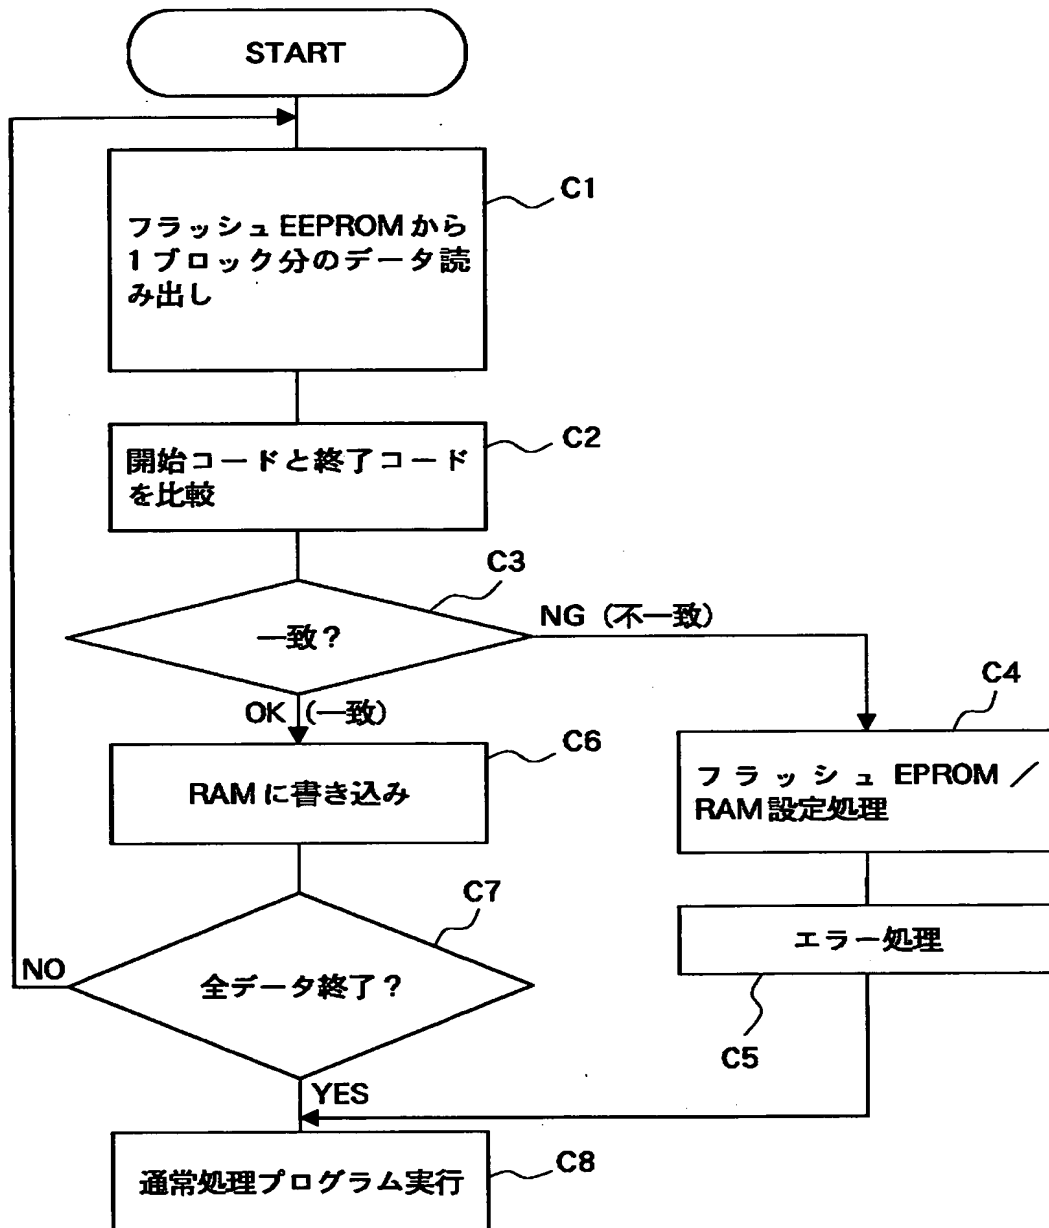 START
C1
フラッシュEEPROMから
1ブロック分のデータ読
み出し
C2
開始コードと終了コード
を比較
C3
一致？
NG（不一致）
OK（一致）
C4
フラッシュEPROM／
RAM設定処理
C6
RAMに書き込み
C7
エラー処理
NO
全データ終了？
C5
YES
C8
通常処理プログラム実行